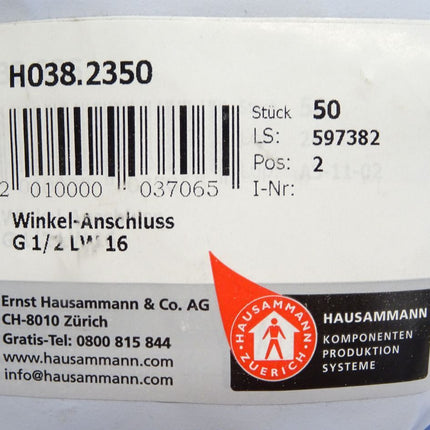 H038.2350
Stück 50
LS: 597382
Pos: 2
I-Nr:
2 010000 037065
Winkel-Anschluss
G 1/2 LW 16
Ernst Hausammann & Co. AG
CH-8010 Zürich
Gratis-Tel: 0800 815 844
www.hausammann.com
info@hausammann.com
HAUSAMMANN
ZUERICH
HAUSAMMANN
KOMPONENTEN
PRODUKTION
SYSTEME